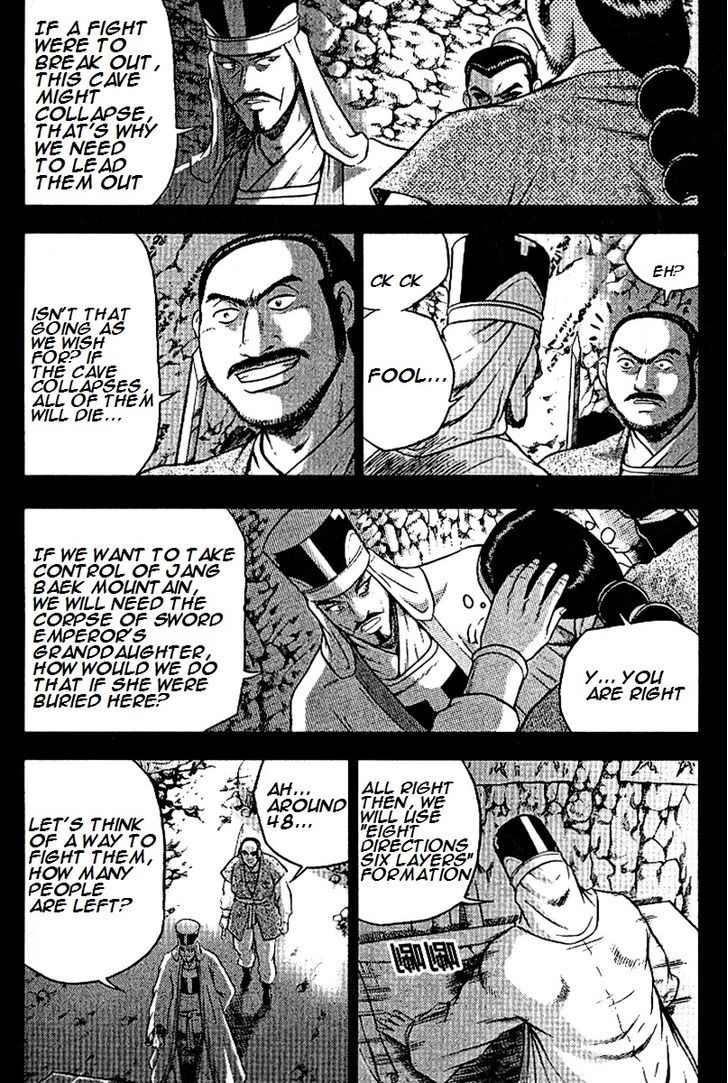 IF A FIGHT
WERE TO
BREAK OUT,
THIS CAVE
MIGHT
COLLAPSE,
THAT'S WHY
WE NEED
TO LEAD
THEM OUT
ISN'T THAT
GOING AS
WE WISH
FOR? IF
THE CAVE
COLLAPSES,
ALL OF THEM
WILL DIE...
CK CK
FOOL...
EH?
IF WE WANT TO TAKE
CONTROL OF JANG
BAEK MOUNTAIN,
WE WILL NEED THE
CORPSE OF SWORD
EMPEROR'S
GRANDDAUGHTER,
HOW WOULD WE DO
THAT IF SHE WERE
BURIED HERE?
Y... YOU
ARE RIGHT
LET'S THINK
OF A WAY TO
FIGHT THEM,
HOW MANY
PEOPLE
ARE LEFT?
AH...
AROUND
48...
ALL RIGHT
THEN, WE
WILL USE
"EIGHT
DIRECTIONS
SIX LAYERS"
FORMATION